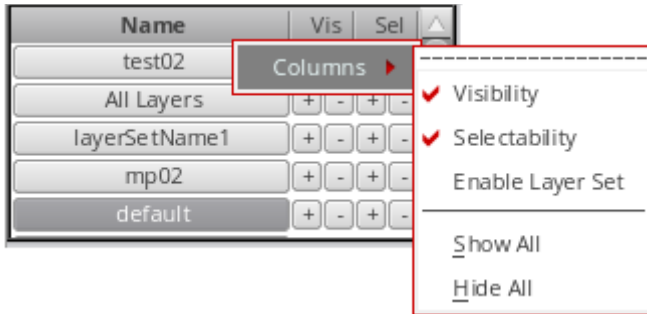 Name Vis Sel
test02
Columns
All Layers + - + -
layerSetName1 + - + -
mp02 + - + -
default + - + -
Visibility
Selectability
Enable Layer Set
Show All
Hide All